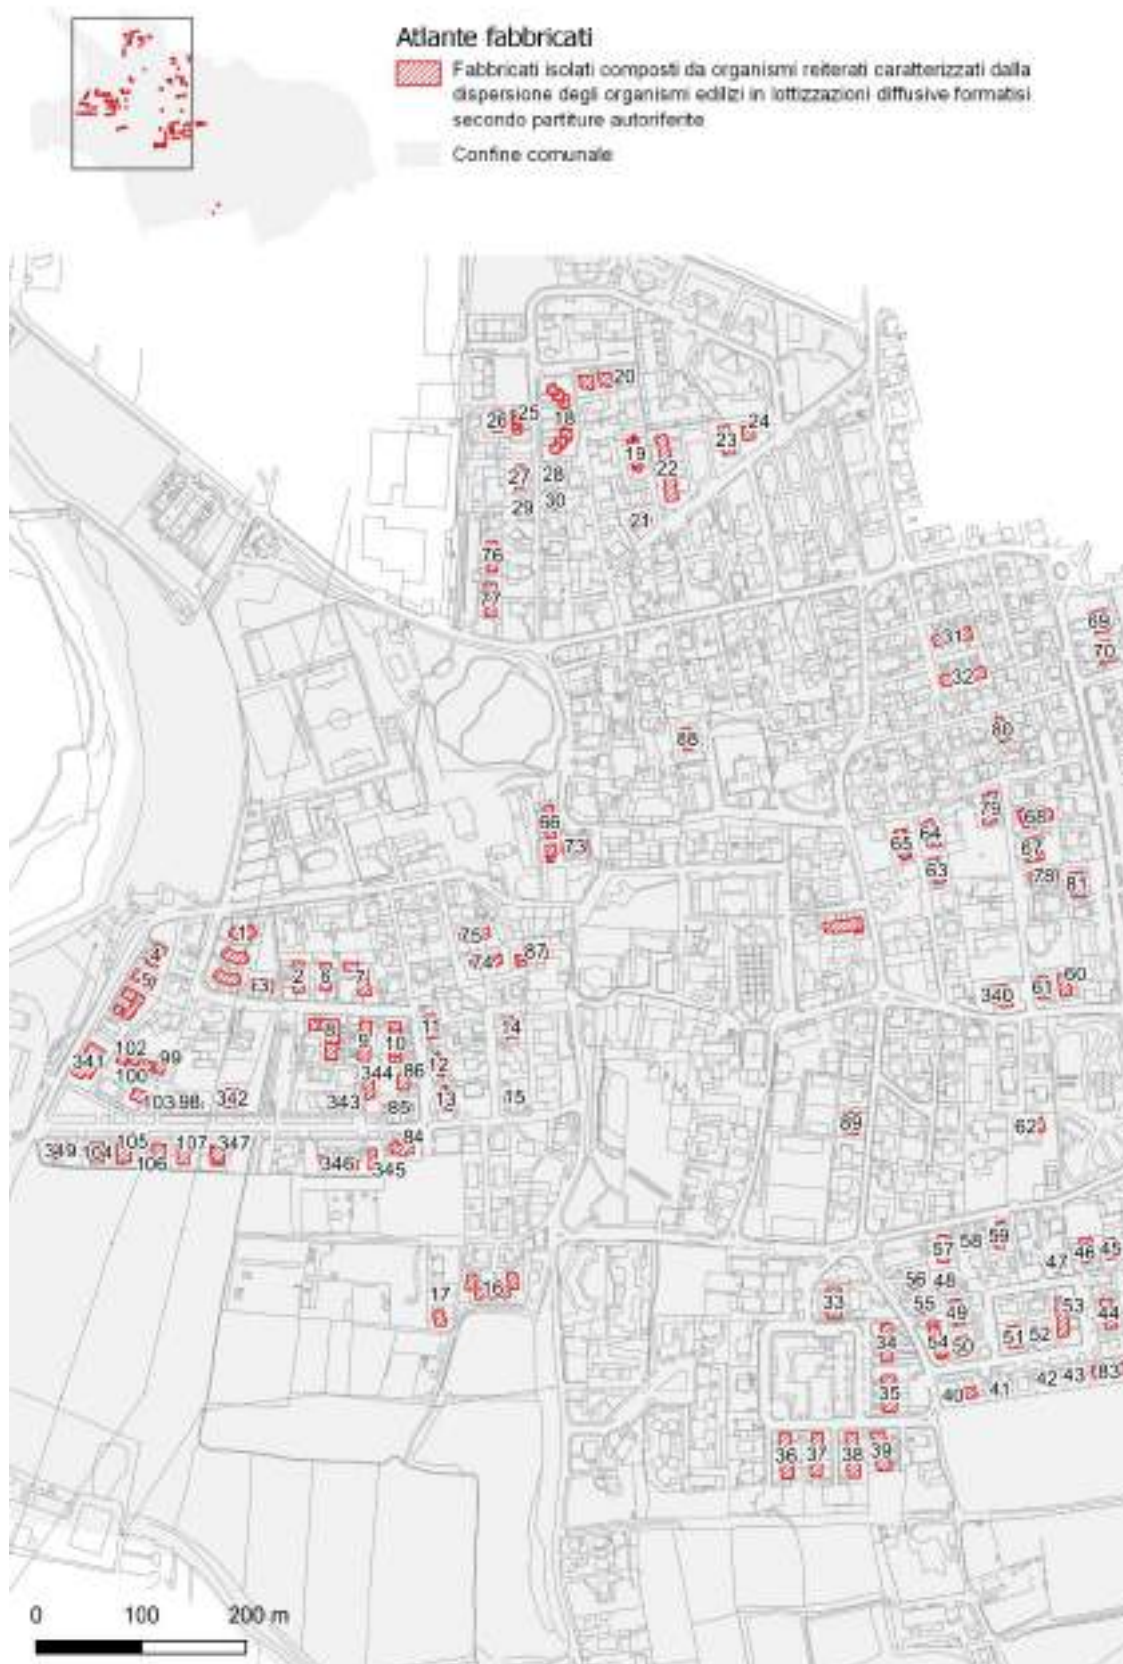 Atlante fabbricati
Fabbricati isolati composti da organismi reiterati caratterizzati dalla
dispersione degli organismi edilizi in lottizzazioni diffusive formatisi
secondo partiture autoriferite
Confine comunale
20
26 25 18 24
19 23
22
27 28
29 30 21
76
69
31 70
32
88 80
79
66 68
73 65 64 67
63 78 81
1 75
4 74 87
5 3 2 6 7 60
340 61
8 9 10 11 14
102 99 12
341 344 86
100 13 15
103 98 342 343 85 89
62
105 107 347 84
349 104 106 346 345
58 59
57 46 45
47
17 16 56 48
33 55 49 53 44
34 54 50 51 52
35 40 41 42 43 83
36 37 38 39
0 100 200 m